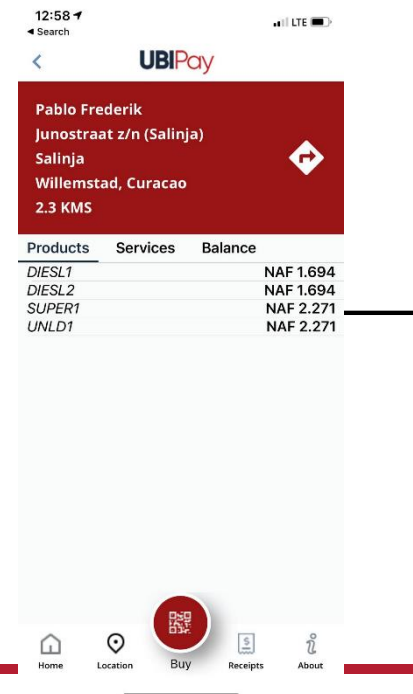 12:58
LTE
◄ Search
UBIPay
Pablo Frederik
Junostraat z/n (Salinja)
Salinja
Willemstad, Curacao
2.3 KMS
Products Services Balance
DIESL1 NAF 1.694
DIESL2 NAF 1.694
SUPER1 NAF 2.271
UNLD1 NAF 2.271
Home Location Buy Receipts About